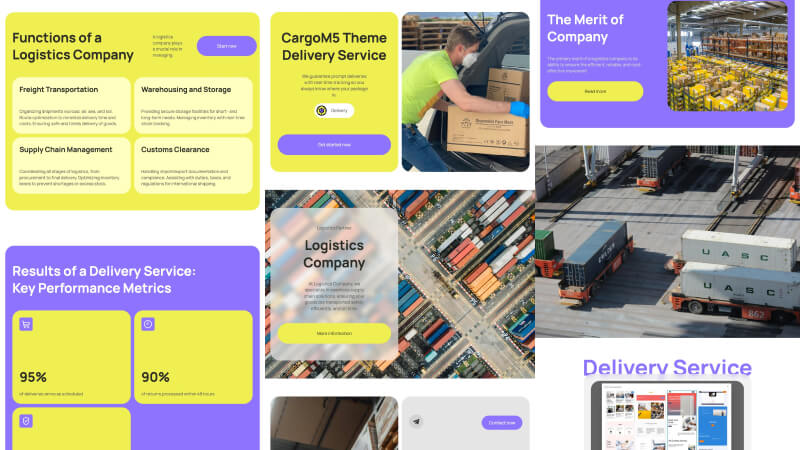 Functions of a
Logistics Company
A logistics
company plays
a crucial role in
managing.
Start now
Freight Transportation
Organizing shipments via road, air, sea, and rail.
Route optimization to minimize delivery time and
costs. Ensuring safe and timely delivery of goods.
Warehousing and Storage
Providing secure storage facilities for short- and
long-term needs. Managing inventory with real-time
stock tracking.
Supply Chain Management
Coordinating all stages of logistics, from
procurement to final delivery. Optimizing inventory
levels to prevent shortages or excess stock.
Customs Clearance
Handling import/export documentation and
compliance. Assisting with duties, taxes, and
regulations for international shipping.
Results of a Delivery Service:
Key Performance Metrics
95%
of deliveries arrive as scheduled
90%
of returns processed within 48 hours
CargoM5 Theme
Delivery Service
We guarantee prompt deliveries
with real-time tracking so you
always know where your package
is.
Delivery
Get started now
Logistics Partner
Logistics
Company
At Logistics Company, we
specialize in seamless supply
chain solutions, ensuring your
goods are transported safely,
efficiently, and on time.
More information
Contact now
The Merit of
Company
The primary merit of a logistics company is its
ability to ensure the efficient, reliable, and cost-
effective movement
Read more
UASC
UASC
862
Delivery Service